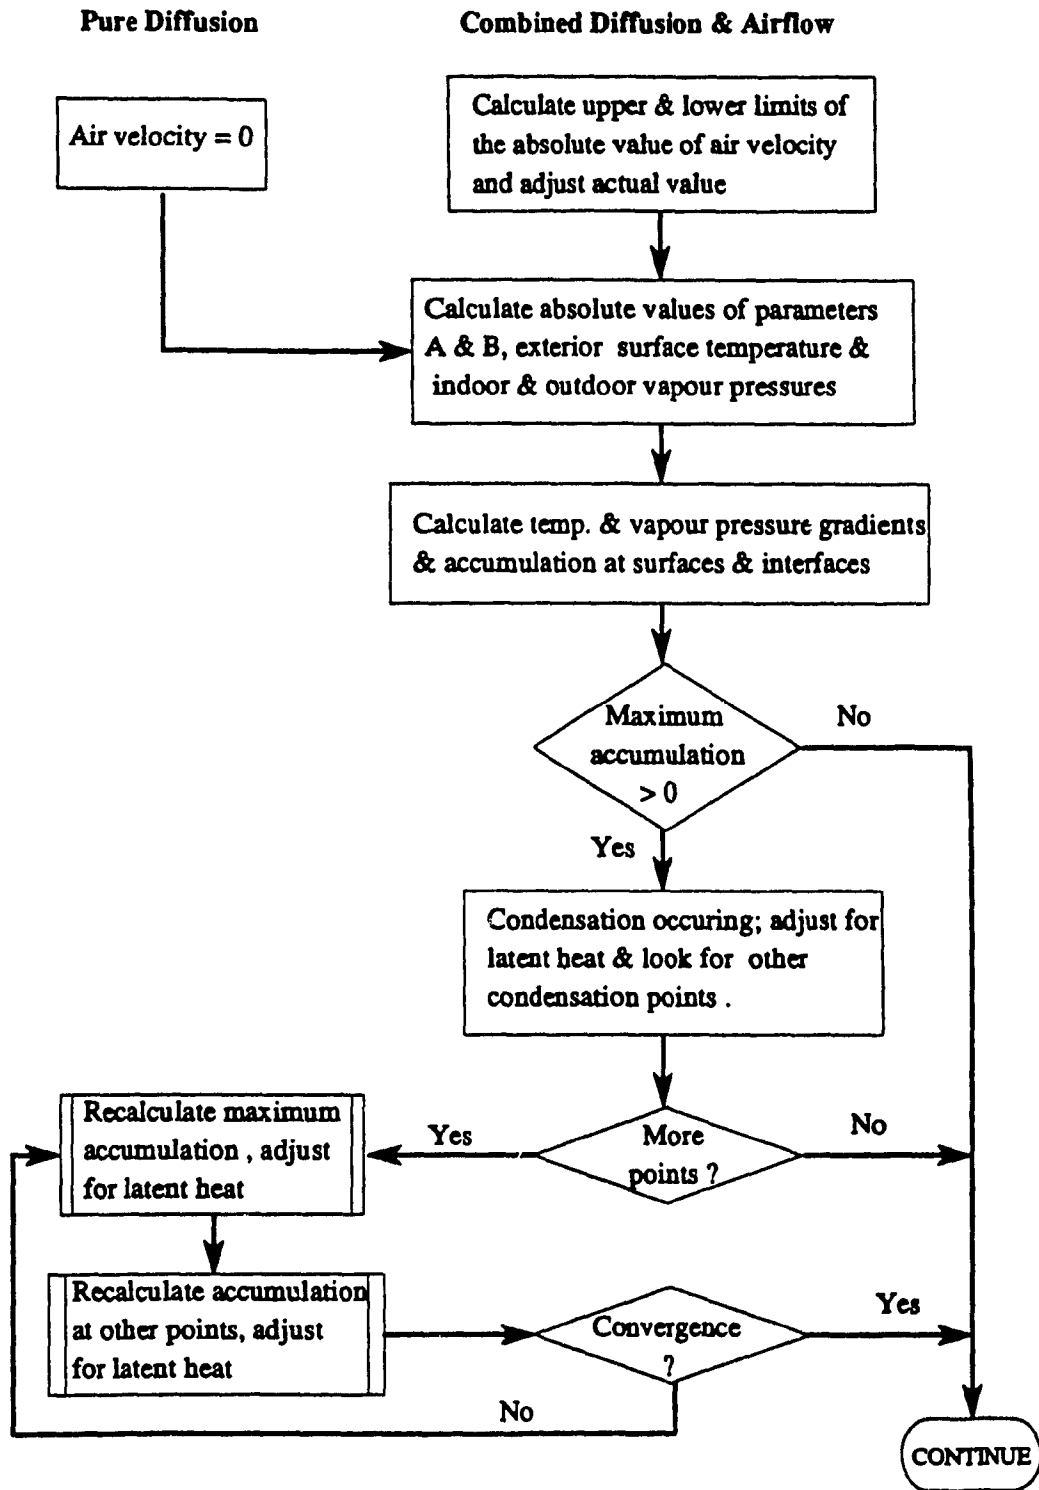 Pure Diffusion
Combined Diffusion & Airflow
Air velocity = 0
Calculate upper & lower limits of
the absolute value of air velocity
and adjust actual value
Calculate absolute values of parameters
A & B, exterior surface temperature &
indoor & outdoor vapour pressures
Calculate temp. & vapour pressure gradients
& accumulation at surfaces & interfaces
Maximum
accumulation
> 0
No
Yes
Condensation occuring; adjust for
latent heat & look for other
condensation points .
More
points ?
Yes
No
Recalculate maximum
accumulation , adjust
for latent heat
Recalculate accumulation
at other points, adjust
for latent heat
Convergence
?
Yes
No
CONTINUE